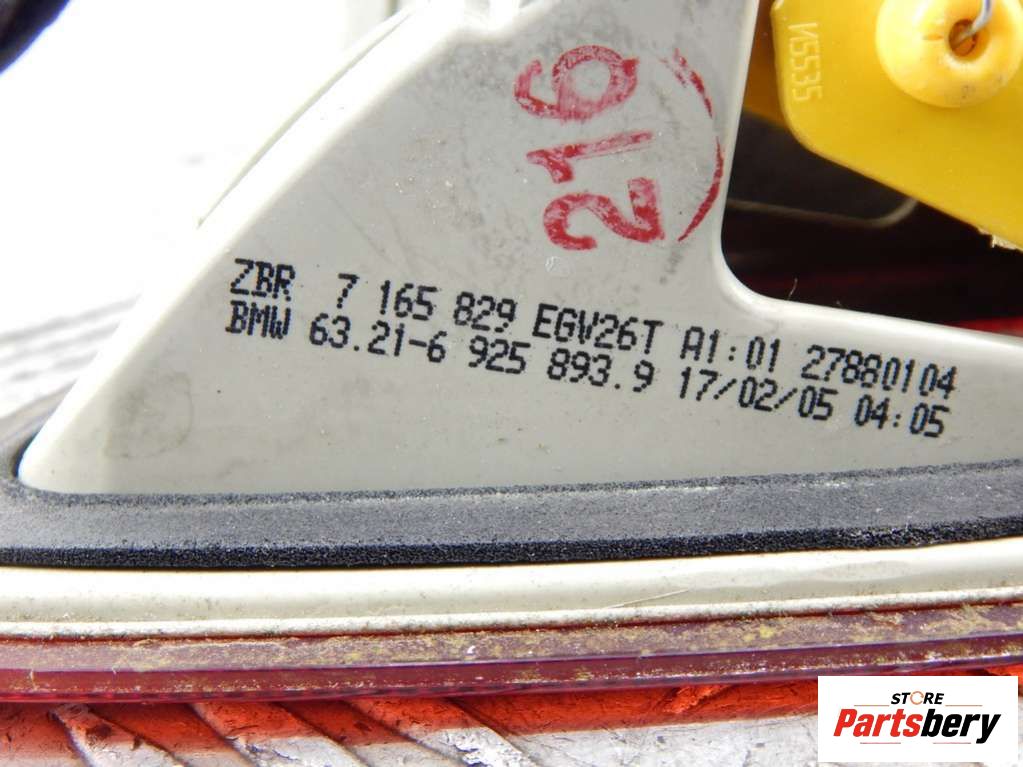 N5535
216
ZBR 7 165 829 EGV26T A1:01 27880104
BMW 63.21-6 925 893.9 17/02/05 04:05
STORE
Partsbery